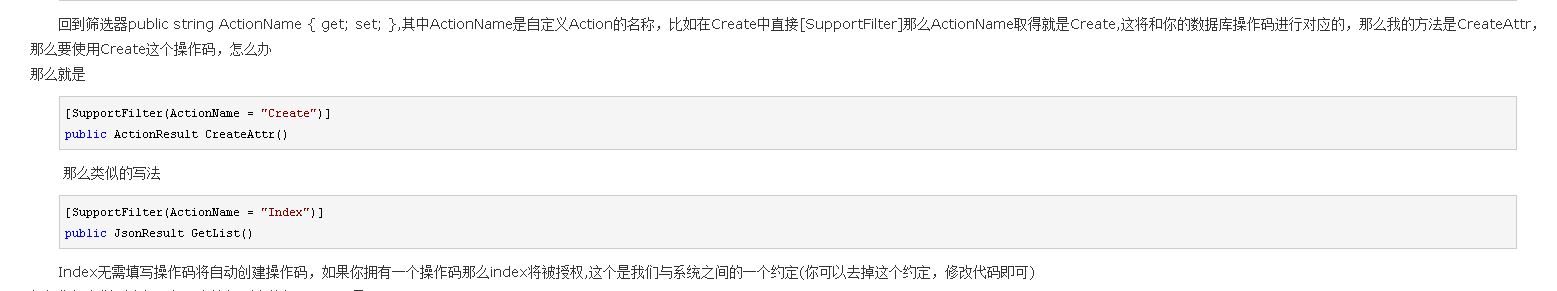 回到筛选器public string ActionName { get; set; },其中ActionName是自定义Action的名称，比如在Create中直接[SupportFilter]那么ActionName取得就是Create,这将和你的数据库操作码进行对应的，那么我的方法是CreateAttr，
那么要使用Create这个操作码，怎么办
那么就是
[SupportFilter(ActionName = "Create")]
public ActionResult CreateAttr()
那么类似的写法
[SupportFilter(ActionName = "Index")]
public JsonResult GetList()
Index无需填写操作码将自动创建操作码，如果你拥有一个操作码那么index将被授权,这个是我们与系统之间的一个约定(你可以去掉这个约定，修改代码即可)